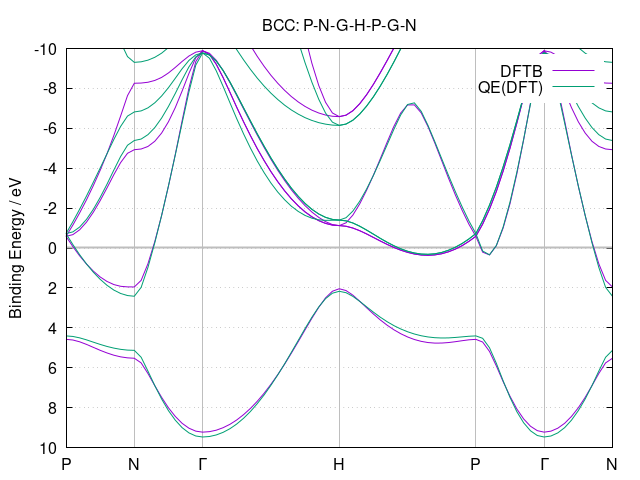 BCC: P-N-G-H-P-G-N
-10
DFTB
QE(DFT)
-8
-6
-4
-2
0
2
4
6
8
10
Binding Energy / eV
P N Γ H P Γ N